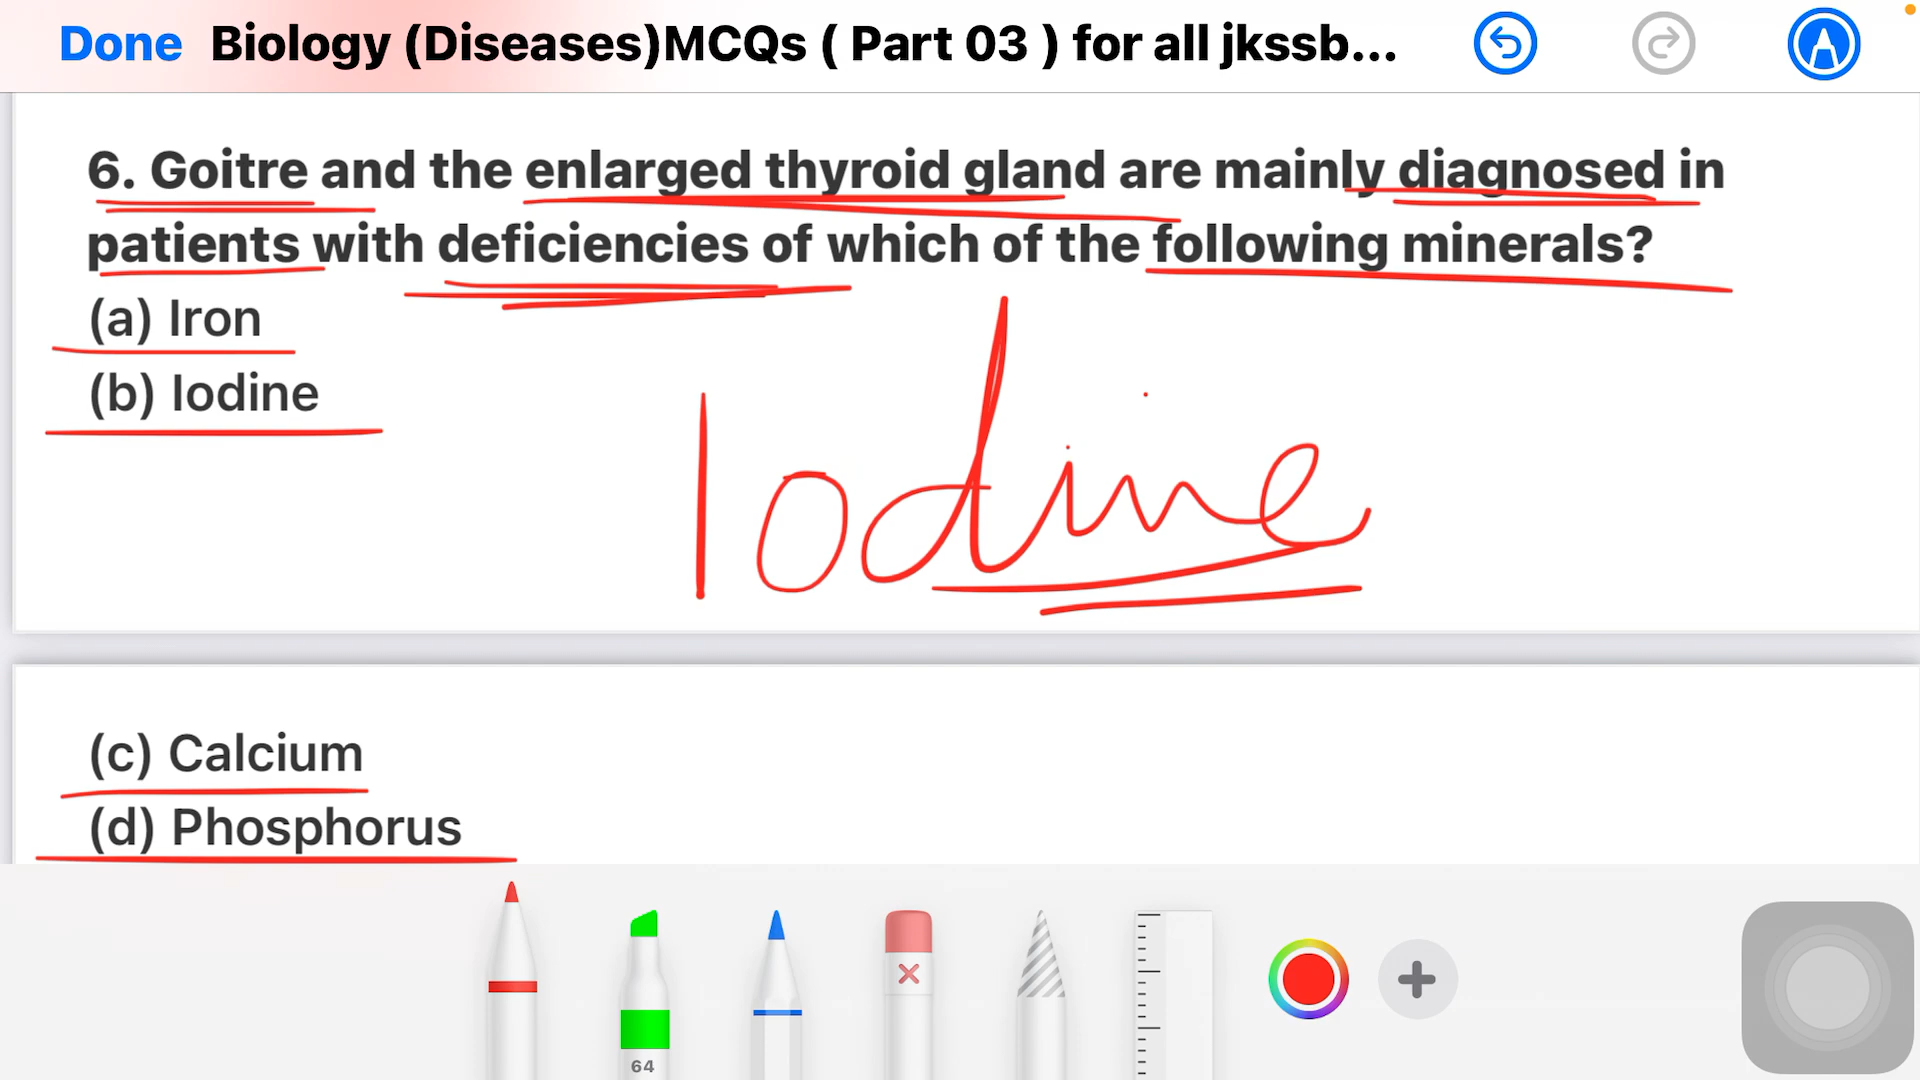 Done Biology (Diseases)MCQs ( Part 03 ) for all jkssb...
6. Goitre and the enlarged thyroid gland are mainly diagnosed in
patients with deficiencies of which of the following minerals?
(a) Iron
(b) Iodine
Iodine
(c) Calcium
(d) Phosphorus
64